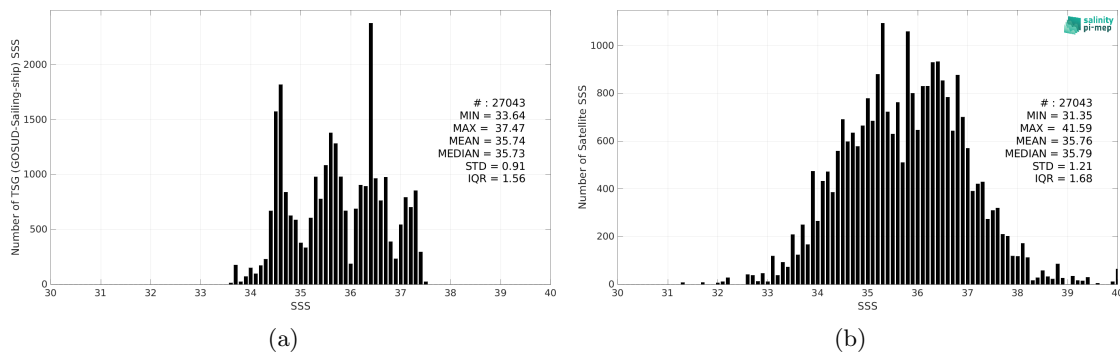 Number of TSG (GOSUD-Sailing-ship) SSS
2000
1500
1000
500
0
30 31 32 33 34 35 36 37 38 39 40
SSS
# : 27043
MIN = 33.64
MAX = 37.47
MEAN = 35.74
MEDIAN = 35.73
STD = 0.91
IQR = 1.56
(a)
salinity
pi-mep
Number of Satellite SSS
1000
800
600
400
200
0
30 31 32 33 34 35 36 37 38 39 40
SSS
# : 27043
MIN = 31.35
MAX = 41.59
MEAN = 35.76
MEDIAN = 35.79
STD = 1.21
IQR = 1.68
(b)